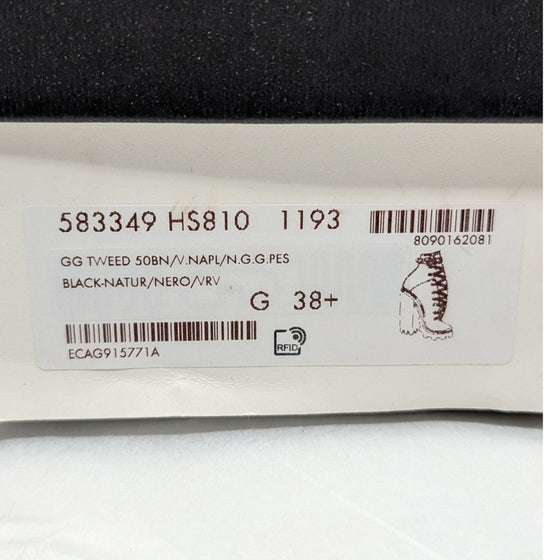 583349 HS810 1193
8090162081
GG TWEED 50BN/V.NAPL/N.G.G.PES
BLACK-NATUR/NERO/VRV
G 38+
ECAG915771A
RFID